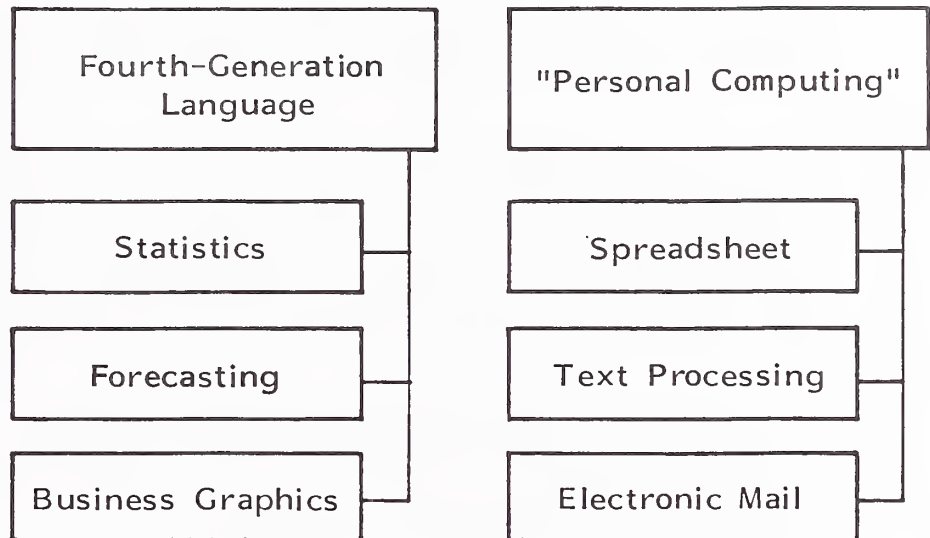 Fourth-Generation
Language
Statistics
Forecasting
Business Graphics
"Personal Computing"
Spreadsheet
Text Processing
Electronic Mail